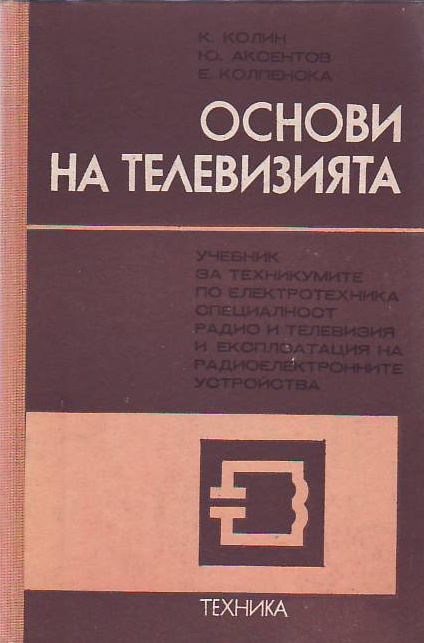 К. КОЛИН
Ю. АКСЕНТОВ
Е. КОЛПЕНСКА
ОСНОВИ
НА ТЕЛЕВИЗИЯТА
УЧЕБНИК
ЗА ТЕХНИКУМИТЕ
ПО ЕЛЕКТРОТЕХНИКА
СПЕЦИАЛНОСТ
РАДИО И ТЕЛЕВИЗИЯ
И ЕКСПЛОАТАЦИЯ НА
РАДИОЕЛЕКТРОННИТЕ
УСТРОЙСТВА
ТЕХНИКА